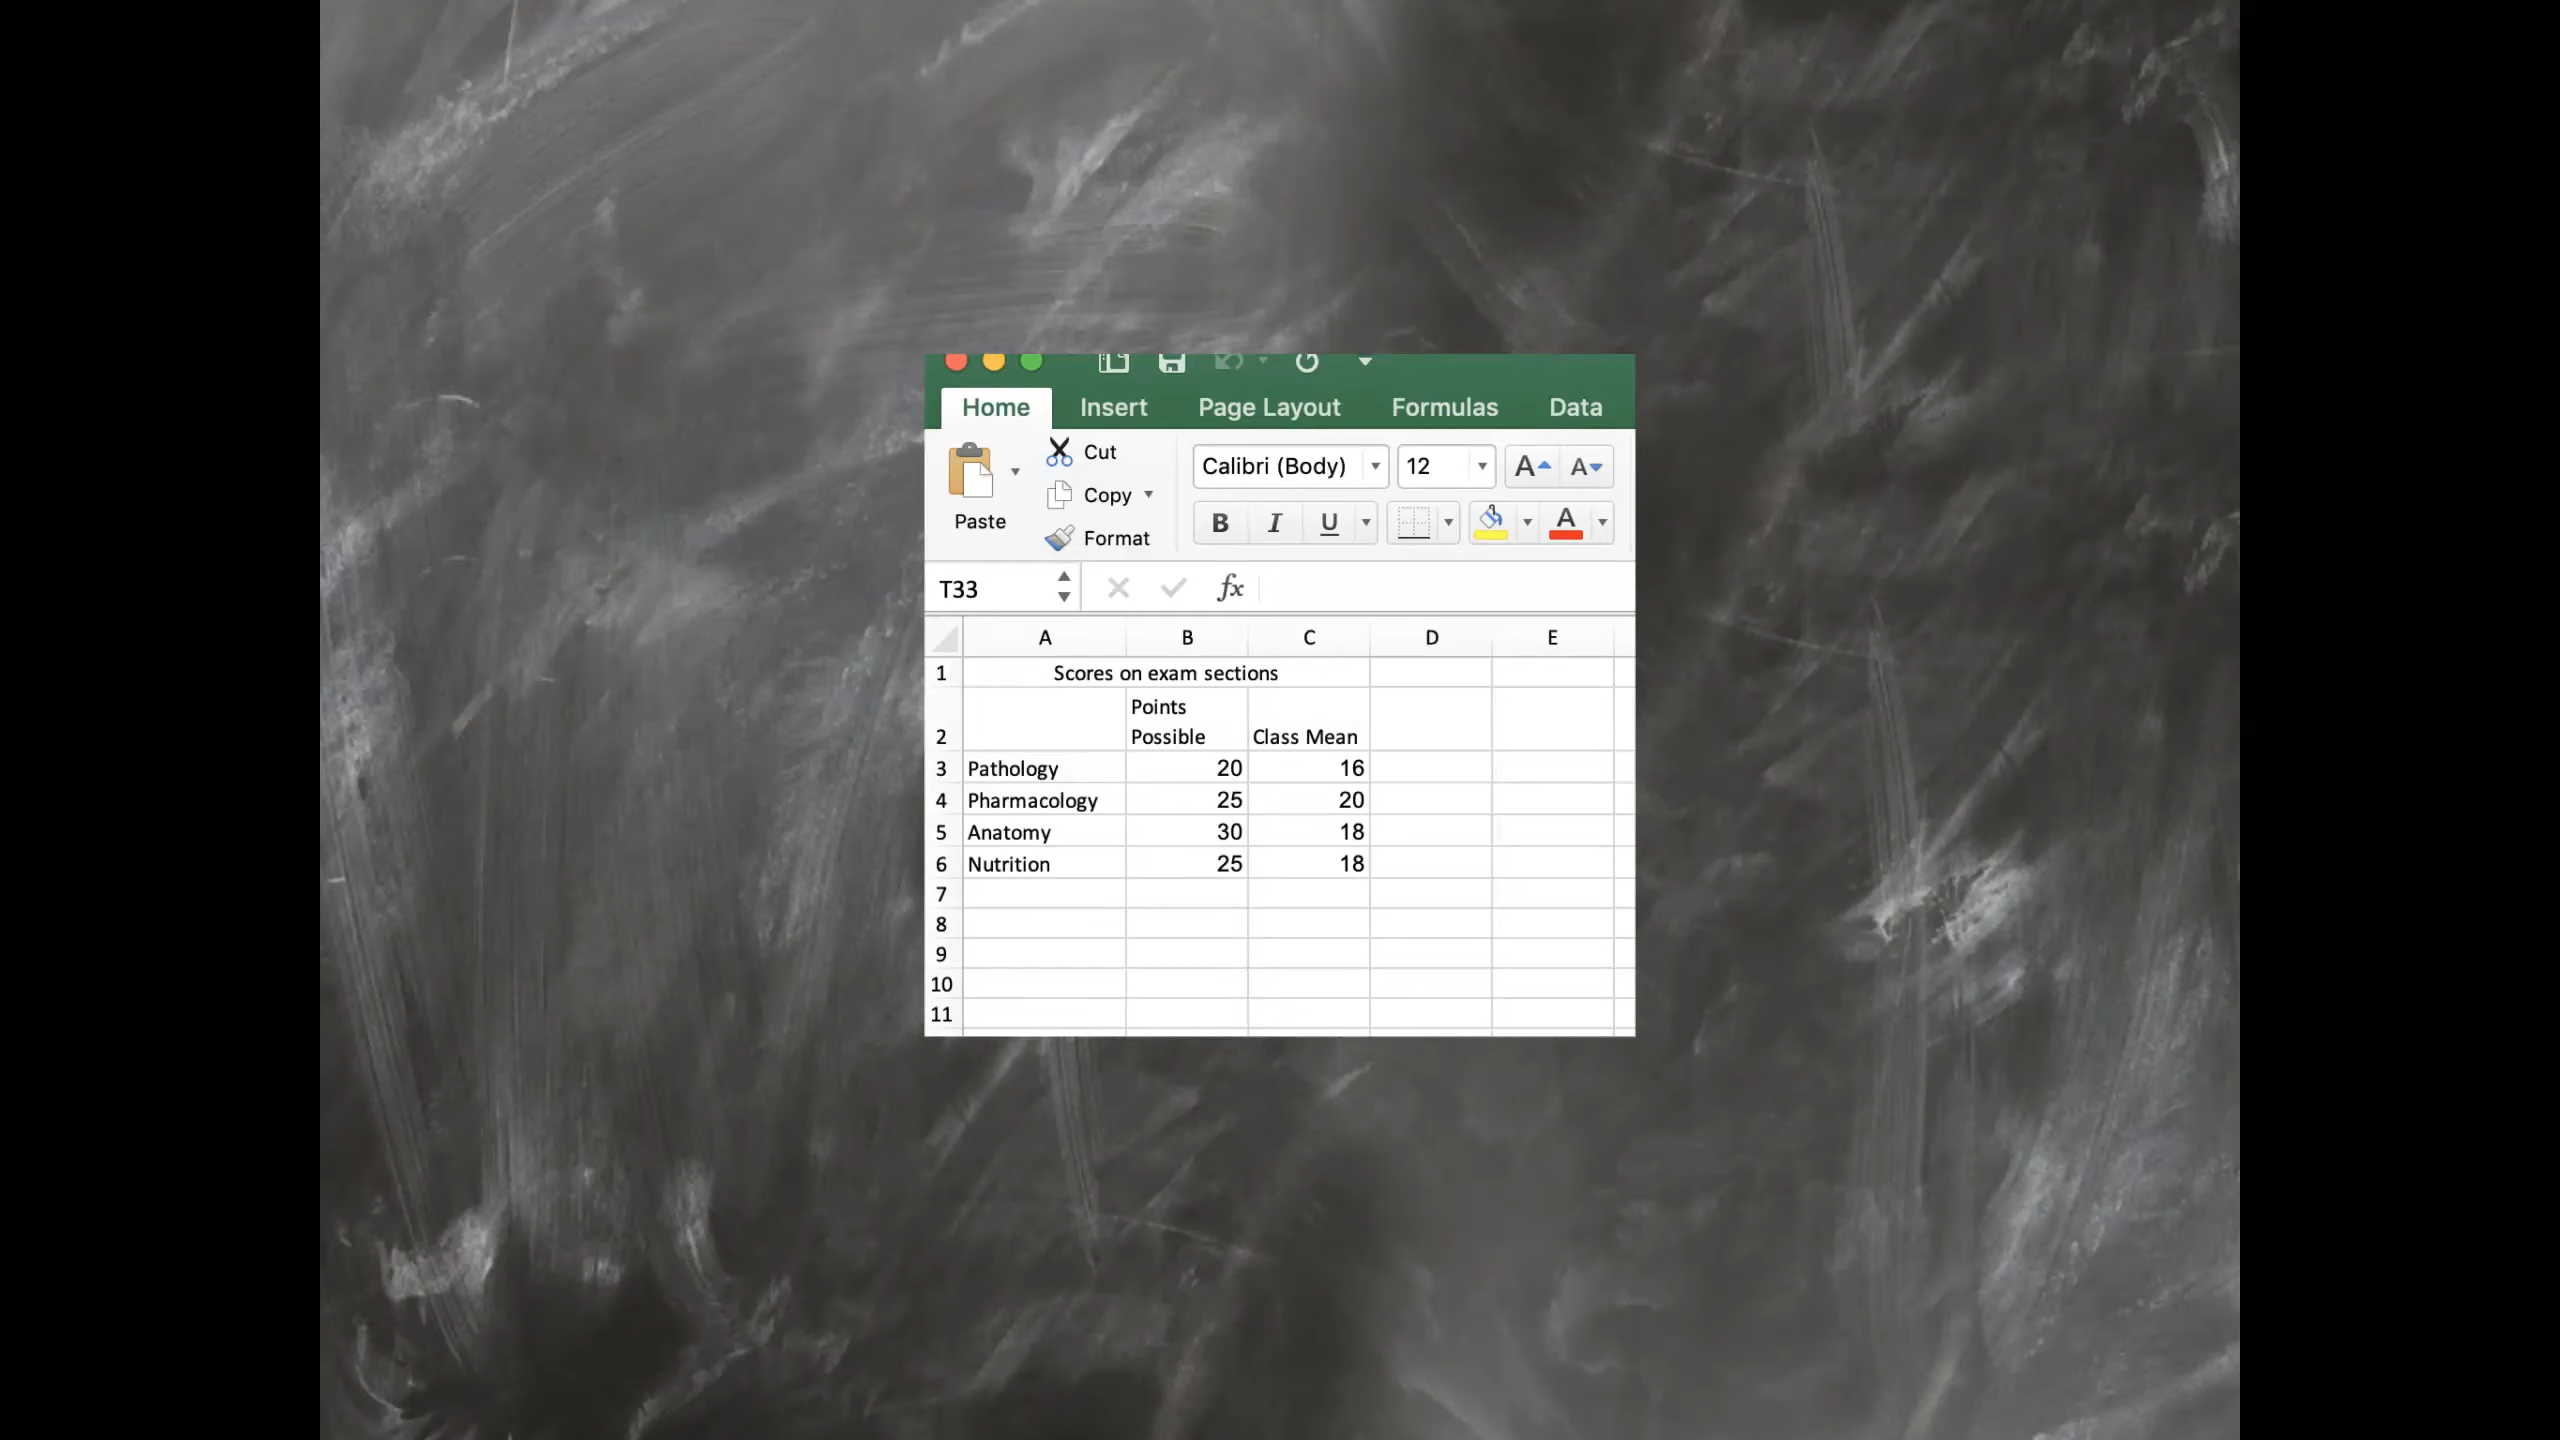 Home Insert Page Layout Formulas Data
Cut
Calibri (Body) 12 A A
Copy
Paste
B I U A
Format
T33 fx
A B C D E
1 Scores on exam sections
Points
2 Possible Class Mean
3 Pathology 20 16
4 Pharmacology 25 20
5 Anatomy 30 18
6 Nutrition 25 18
7
8
9
10
11